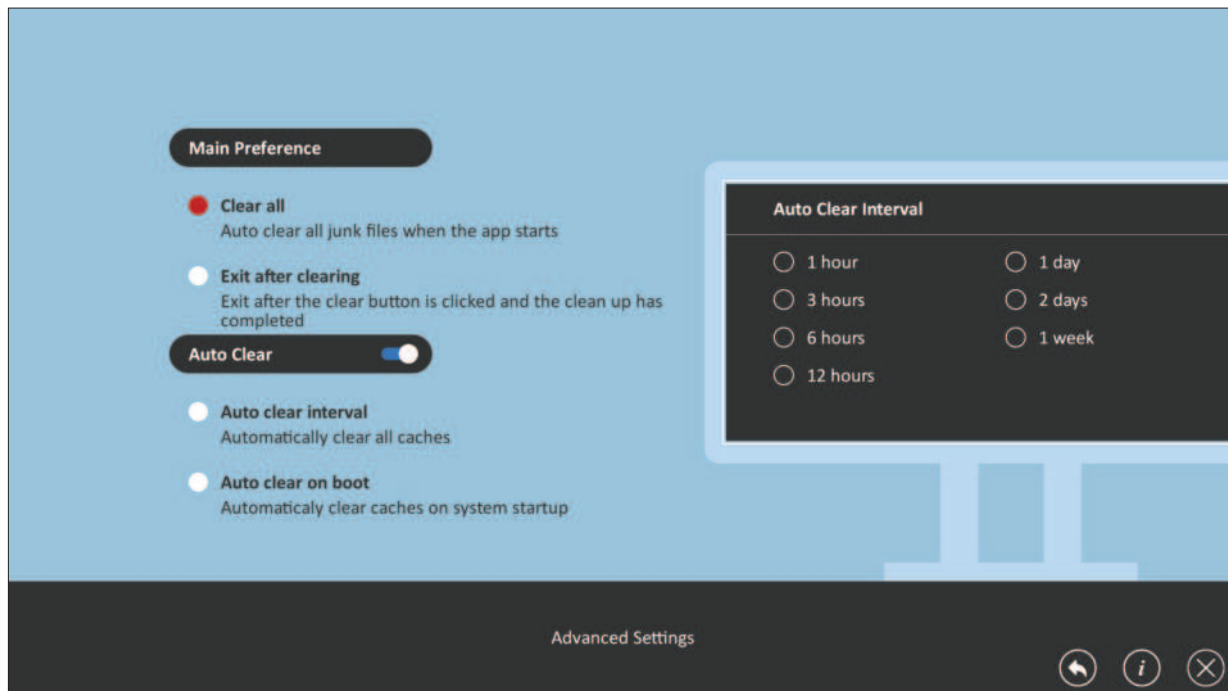 Main Preference
Clear all
Auto clear all junk files when the app starts
Exit after clearing
Exit after the clear button is clicked and the clean up has
completed
Auto Clear
Auto clear interval
Automatically clear all caches
Auto clear on boot
Automaticaly clear caches on system startup
Auto Clear Interval
1 hour
1 day
3 hours
2 days
6 hours
1 week
12 hours
Advanced Settings
i